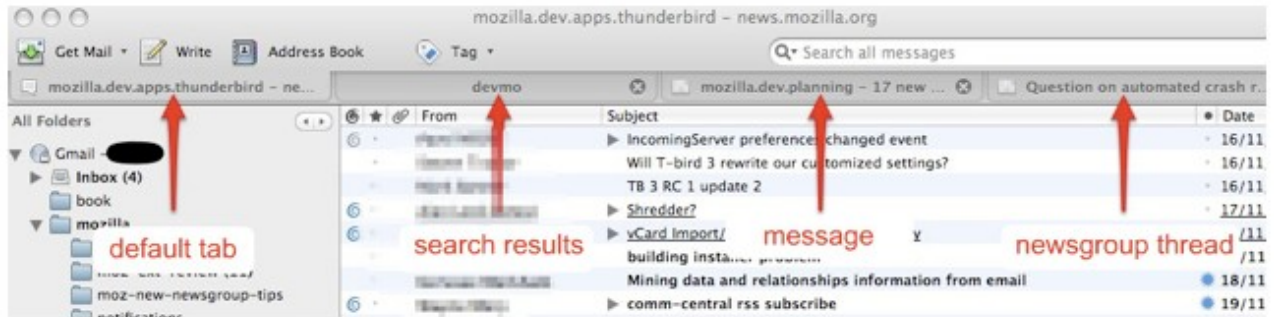 mozilla.dev.apps.thunderbird – news.mozilla.org
Get Mail Write Address Book Tag Search all messages
mozilla.dev.apps.thunderbird – ne... devmo mozilla.dev.planning – 17 new ... Question on automated crash r...
All Folders From Subject Date
IncomingServer preferences changed event 16/11
Gmail -
Will T-bird 3 rewrite our customized settings? 16/11
Inbox (4)
TB 3 RC 1 update 2 16/11
book
Shredder? 17/11
mozilla
vCard Import/ /11
default tab search results message newsgroup thread
building /11
Mining data and relationships information from email 18/11
moz-new-newsgroup-tips
comm-central rss subscribe 19/11
notifications